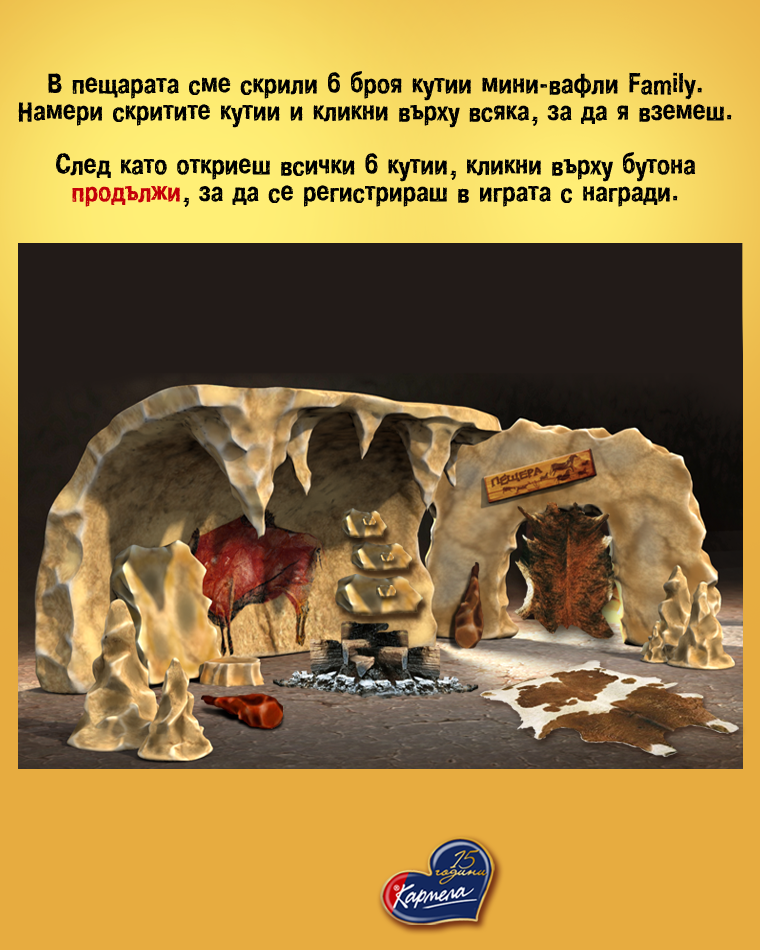 В пещарата сме скрили 6 броя кутии мини-вафли Family.
Намери скритите кутии и кликни върху всяка, за да я вземеш.
След като откриеш всички 6 кутии, кликни върху бутона
продължи, за да се регистрираш в играта с награди.
ПЕЩЕРА
15
години
®Кармела